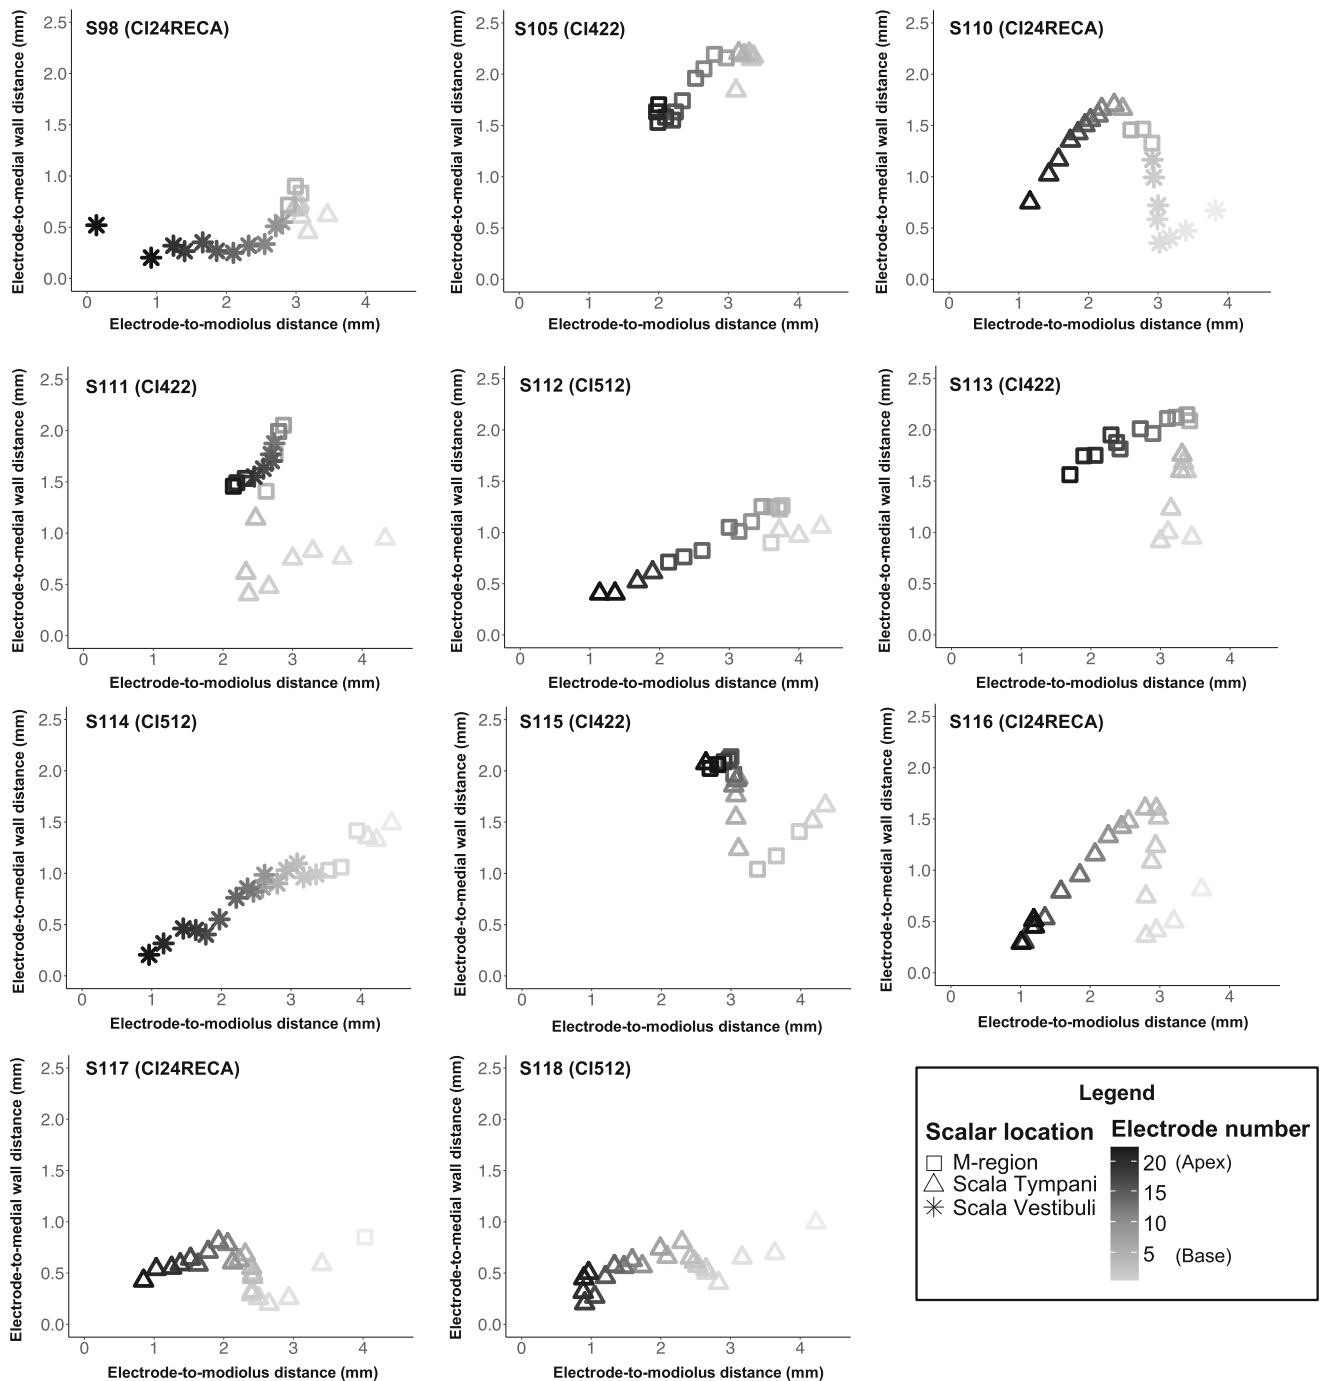 S98 (CI24RECA)
Electrode-to-medial wall distance (mm)
2.5
2.0
1.5
1.0
0.5
0.0
0 1 2 3 4
Electrode-to-modiolus distance (mm)
S105 (CI422)
Electrode-to-medial wall distance (mm)
2.5
2.0
1.5
1.0
0.5
0.0
0 1 2 3 4
Electrode-to-modiolus distance (mm)
S110 (CI24RECA)
Electrode-to-medial wall distance (mm)
2.5
2.0
1.5
1.0
0.5
0.0
0 1 2 3 4
Electrode-to-modiolus distance (mm)
S111 (CI422)
Electrode-to-medial wall distance (mm)
2.5
2.0
1.5
1.0
0.5
0.0
0 1 2 3 4
Electrode-to-modiolus distance (mm)
S112 (CI512)
Electrode-to-medial wall distance (mm)
2.5
2.0
1.5
1.0
0.5
0.0
0 1 2 3 4
Electrode-to-modiolus distance (mm)
S113 (CI422)
Electrode-to-medial wall distance (mm)
2.5
2.0
1.5
1.0
0.5
0.0
0 1 2 3 4
Electrode-to-modiolus distance (mm)
S114 (CI512)
Electrode-to-medial wall distance (mm)
2.5
2.0
1.5
1.0
0.5
0.0
0 1 2 3 4
Electrode-to-modiolus distance (mm)
S115 (CI422)
Electrode-to-medial wall distance (mm)
2.5
2.0
1.5
1.0
0.5
0.0
0 1 2 3 4
Electrode-to-modiolus distance (mm)
S116 (CI24RECA)
Electrode-to-medial wall distance (mm)
2.5
2.0
1.5
1.0
0.5
0.0
0 1 2 3 4
Electrode-to-modiolus distance (mm)
S117 (CI24RECA)
Electrode-to-medial wall distance (mm)
2.5
2.0
1.5
1.0
0.5
0.0
0 1 2 3 4
Electrode-to-modiolus distance (mm)
S118 (CI512)
Electrode-to-medial wall distance (mm)
2.5
2.0
1.5
1.0
0.5
0.0
0 1 2 3 4
Electrode-to-modiolus distance (mm)
Legend
Scalar location
M-region
Scala Tympani
Scala Vestibuli
Electrode number
20 (Apex)
15
10
5 (Base)